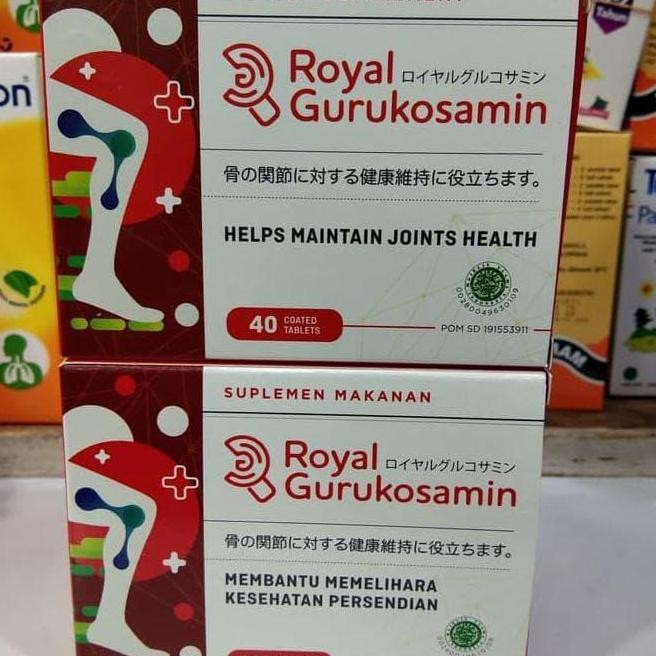 on
Tahun
Royal ロイヤルグルコサミン
Gurukosamin
骨の関節に対する健康維持に役立ちます。
HELPS MAINTAIN JOINTS HEALTH
00280049630109
40 COATED
TABLETS
POM SD 191553911
SUPLEMEN MAKANAN
Royal ロイヤルグルコサミン
Gurukosamin
骨の関節に対する健康維持に役立ちます。
MEMBANTU MEMELIHARA
KESEHATAN PERSENDIAN